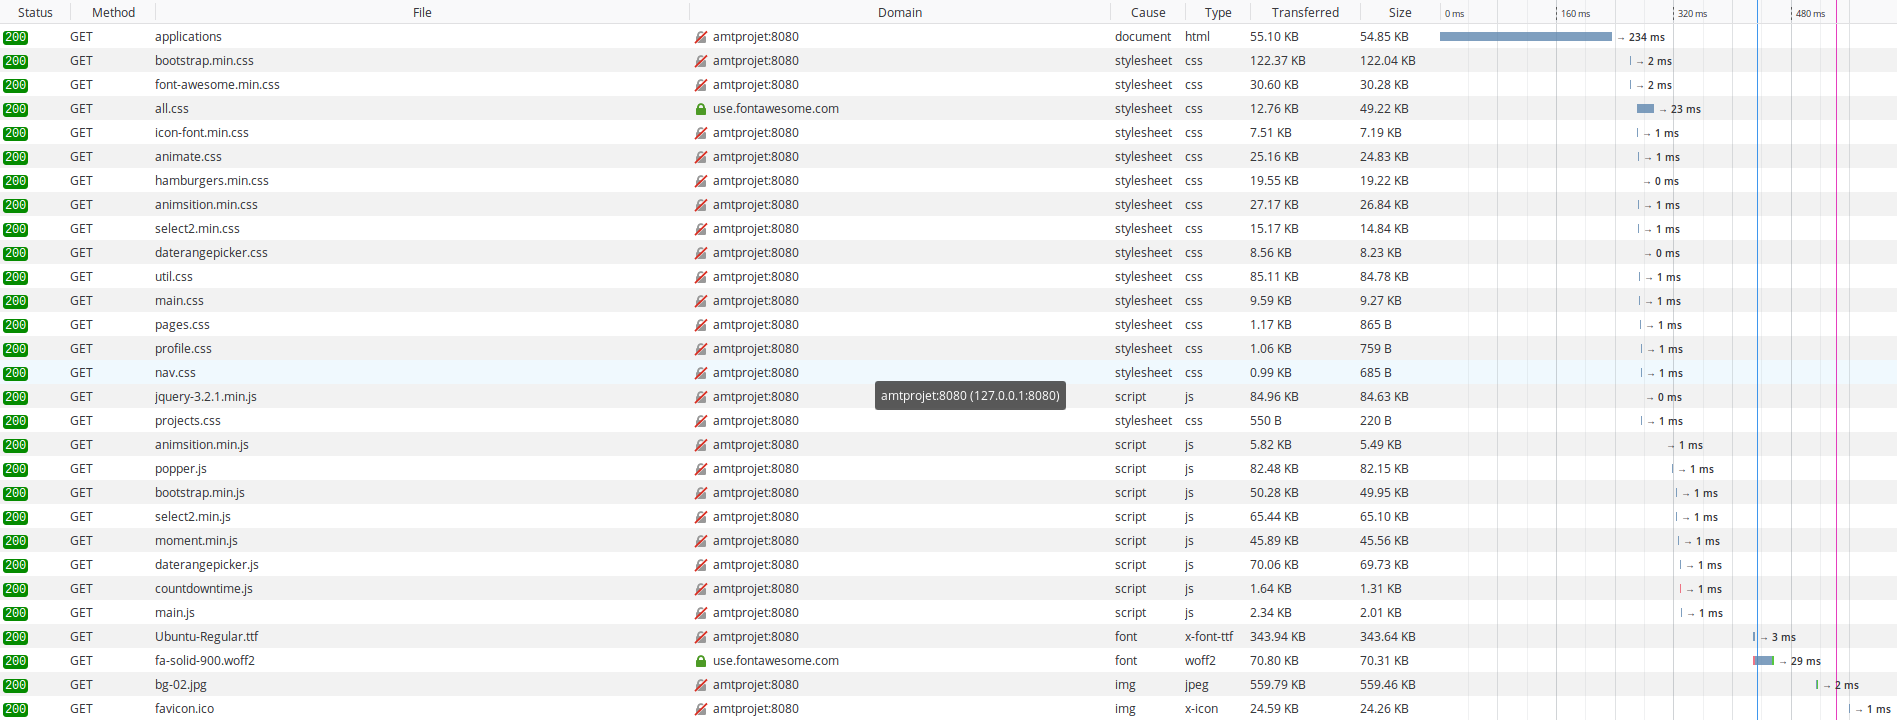 Status Method File Domain Cause Type Transferred Size 0 ms 160 ms 320 ms 480 ms
200 GET applications amtprojet:8080 document html 55.10 KB 54.85 KB → 234 ms
200 GET bootstrap.min.css amtprojet:8080 stylesheet css 122.37 KB 122.04 KB → 2 ms
200 GET font-awesome.min.css amtprojet:8080 stylesheet css 30.60 KB 30.28 KB → 2 ms
200 GET all.css use.fontawesome.com stylesheet css 12.76 KB 49.22 KB → 23 ms
200 GET icon-font.min.css amtprojet:8080 stylesheet css 7.51 KB 7.19 KB → 1 ms
200 GET animate.css amtprojet:8080 stylesheet css 25.16 KB 24.83 KB → 1 ms
200 GET hamburgers.min.css amtprojet:8080 stylesheet css 19.55 KB 19.22 KB → 0 ms
200 GET animsition.min.css amtprojet:8080 stylesheet css 27.17 KB 26.84 KB → 1 ms
200 GET select2.min.css amtprojet:8080 stylesheet css 15.17 KB 14.84 KB → 1 ms
200 GET daterangepicker.css amtprojet:8080 stylesheet css 8.56 KB 8.23 KB → 0 ms
200 GET util.css amtprojet:8080 stylesheet css 85.11 KB 84.78 KB → 1 ms
200 GET main.css amtprojet:8080 stylesheet css 9.59 KB 9.27 KB → 1 ms
200 GET pages.css amtprojet:8080 stylesheet css 1.17 KB 865 B → 1 ms
200 GET profile.css amtprojet:8080 stylesheet css 1.06 KB 759 B → 1 ms
200 GET nav.css amtprojet:8080 stylesheet css 0.99 KB 685 B → 1 ms
200 GET jquery-3.2.1.min.js amtprojet:8080 script js 84.96 KB 84.63 KB → 0 ms
amtprojet:8080 (127.0.0.1:8080)
200 GET projects.css amtprojet:8080 stylesheet css 550 B 220 B → 1 ms
200 GET animsition.min.js amtprojet:8080 script js 5.82 KB 5.49 KB → 1 ms
200 GET popper.js amtprojet:8080 script js 82.48 KB 82.15 KB → 1 ms
200 GET bootstrap.min.js amtprojet:8080 script js 50.28 KB 49.95 KB → 1 ms
200 GET select2.min.js amtprojet:8080 script js 65.44 KB 65.10 KB → 1 ms
200 GET moment.min.js amtprojet:8080 script js 45.89 KB 45.56 KB → 1 ms
200 GET daterangepicker.js amtprojet:8080 script js 70.06 KB 69.73 KB → 1 ms
200 GET countdowntime.js amtprojet:8080 script js 1.64 KB 1.31 KB → 1 ms
200 GET main.js amtprojet:8080 script js 2.34 KB 2.01 KB → 1 ms
200 GET Ubuntu-Regular.ttf amtprojet:8080 font x-font-ttf 343.94 KB 343.64 KB → 3 ms
200 GET fa-solid-900.woff2 use.fontawesome.com font woff2 70.80 KB 70.31 KB → 29 ms
200 GET bg-02.jpg amtprojet:8080 img jpeg 559.79 KB 559.46 KB → 2 ms
200 GET favicon.ico amtprojet:8080 img x-icon 24.59 KB 24.26 KB → 1 ms